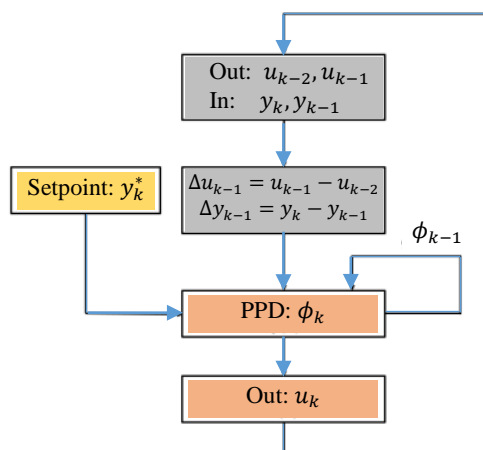 Out: u_{k-2}, u_{k-1}
In: y_k, y_{k-1}
Setpoint: y_k^*
Δu_{k-1} = u_{k-1} − u_{k-2}
Δy_{k-1} = y_k − y_{k-1}
ϕ_{k-1}
PPD: ϕ_k
Out: u_k